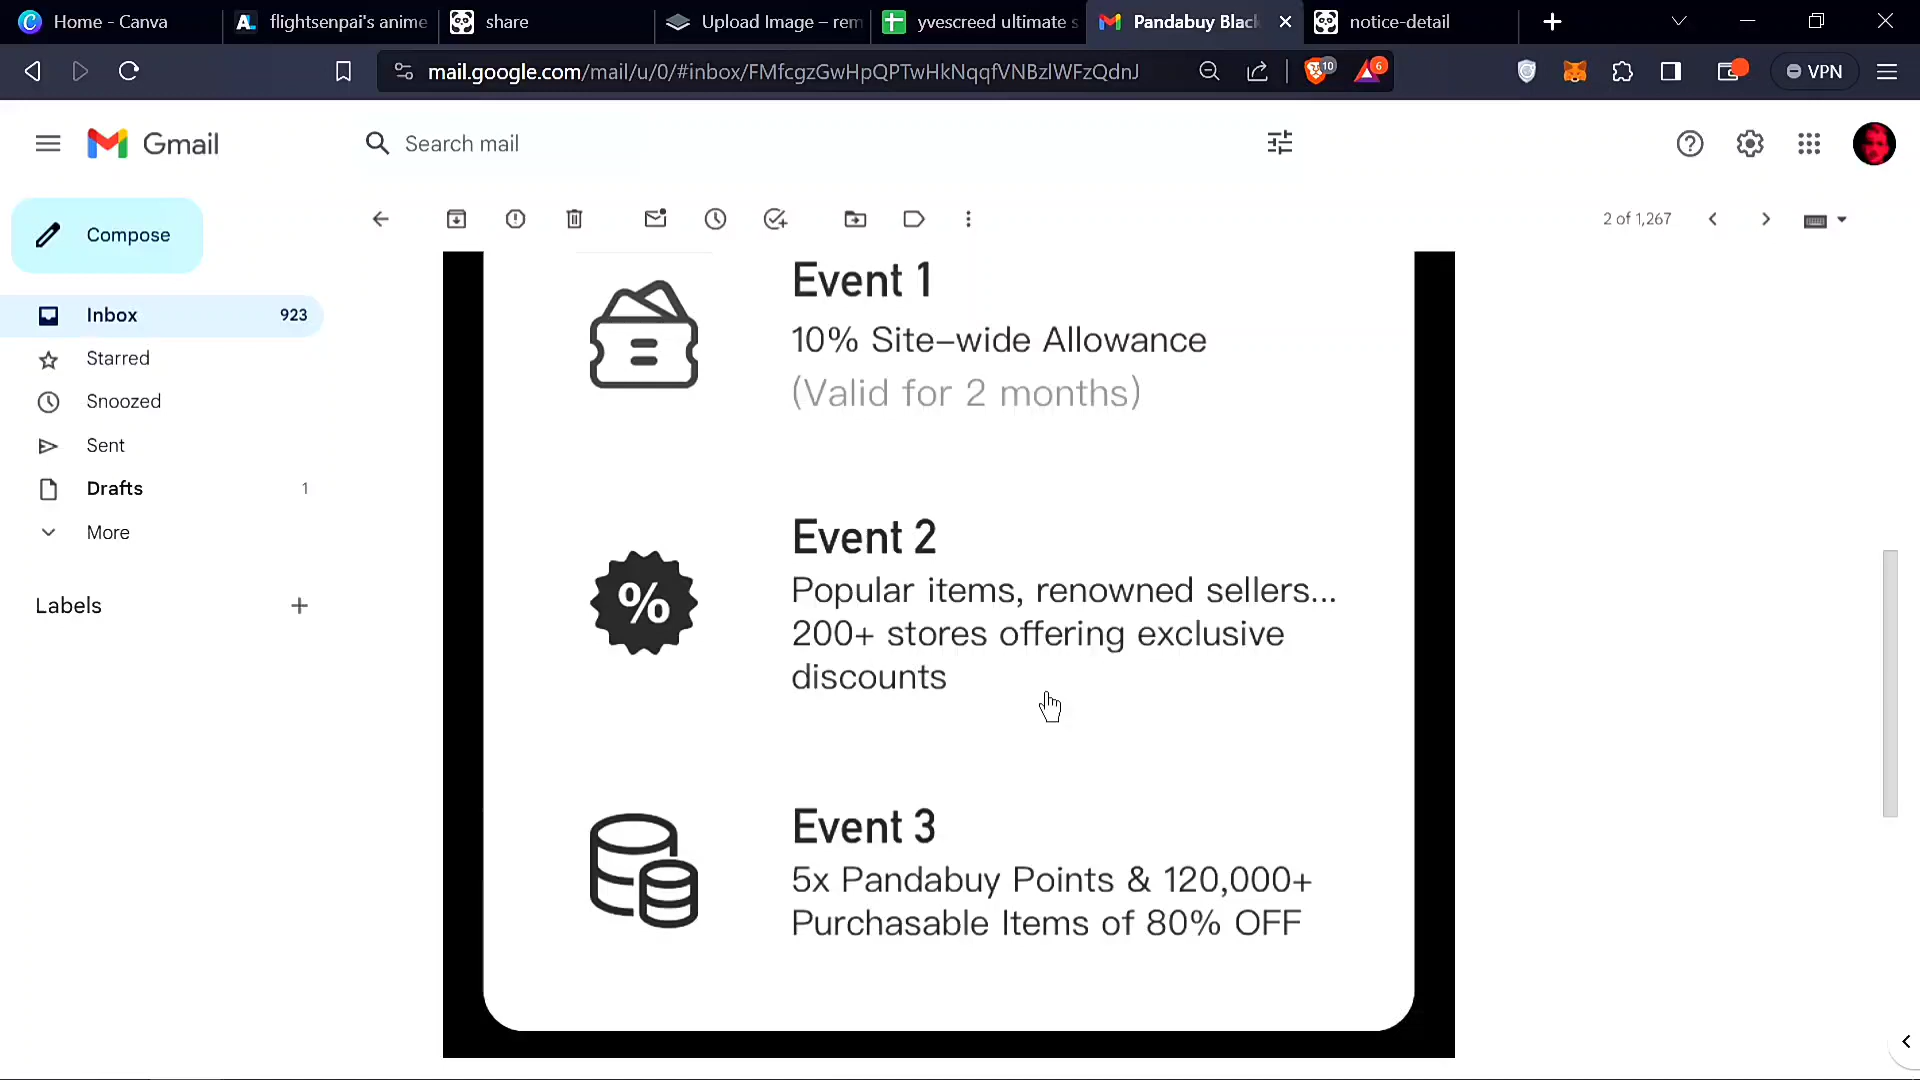 Home - Canva
flightsenpai's anime
share
Upload Image – rem
yvescreed ultimate s
Pandabuy Blac
notice-detail
mail.google.com/mail/u/0/#inbox/FMfcgzGwHpQPTwHkNqqfVNBzlWFzQdnJ
10
6
VPN
Gmail
Search mail
Compose
2 of 1,267
Inbox 923
Starred
Snoozed
Sent
Drafts 1
More
Labels
Event 1
10% Site-wide Allowance
(Valid for 2 months)
%
Event 2
Popular items, renowned sellers...
200+ stores offering exclusive
discounts
Event 3
5x Pandabuy Points & 120,000+
Purchasable Items of 80% OFF